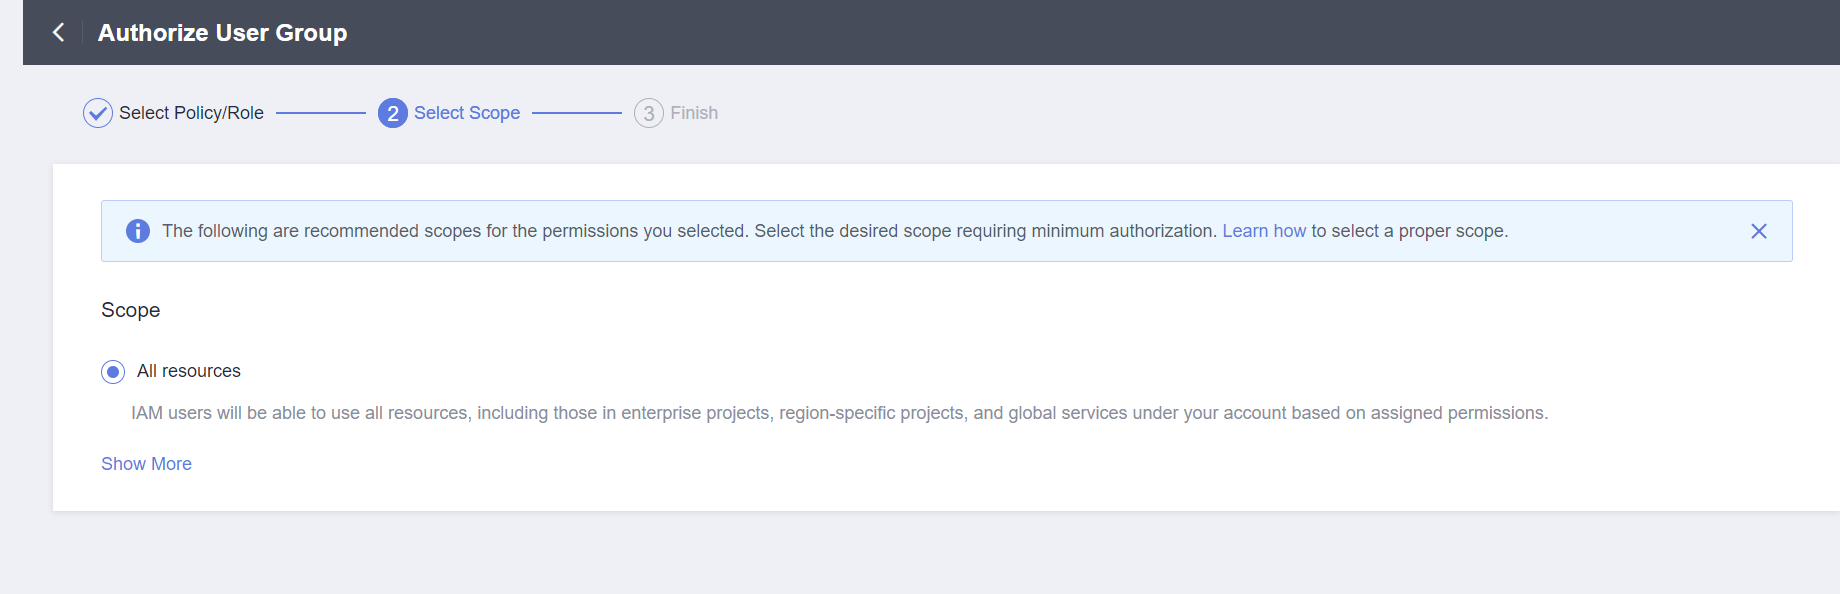 Authorize User Group
Select Policy/Role
2 Select Scope
3 Finish
The following are recommended scopes for the permissions you selected. Select the desired scope requiring minimum authorization. Learn how to select a proper scope.
Scope
All resources
IAM users will be able to use all resources, including those in enterprise projects, region-specific projects, and global services under your account based on assigned permissions.
Show More